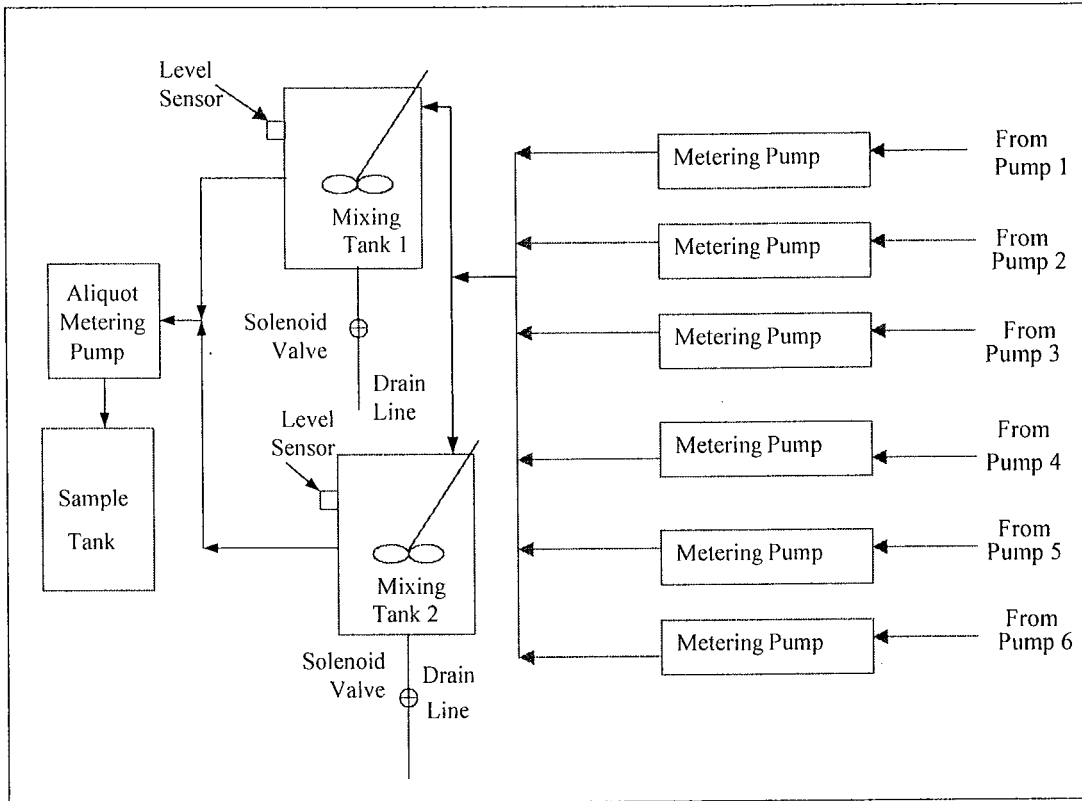 Level
Sensor
Mixing
Tank 1
Solenoid
Valve
Drain
Line
Aliquot
Metering
Pump
Sample
Tank
Level
Sensor
Mixing
Tank 2
Solenoid
Valve
Drain
Line
Metering Pump
From
Pump 1
Metering Pump
From
Pump 2
Metering Pump
From
Pump 3
Metering Pump
From
Pump 4
Metering Pump
From
Pump 5
Metering Pump
From
Pump 6